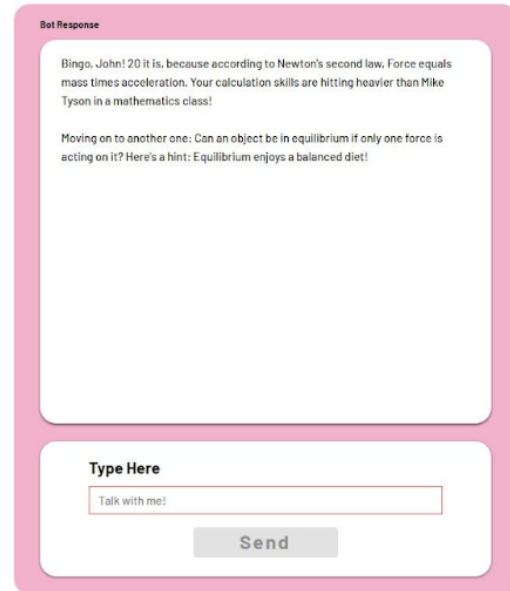 Bot Response
Bingo, John! 20 it is, because according to Newton's second law, Force equals
mass times acceleration. Your calculation skills are hitting heavier than Mike
Tyson in a mathematics class!
Moving on to another one: Can an object be in equilibrium if only one force is
acting on it? Here's a hint: Equilibrium enjoys a balanced diet!
Type Here
Talk with me!
Send